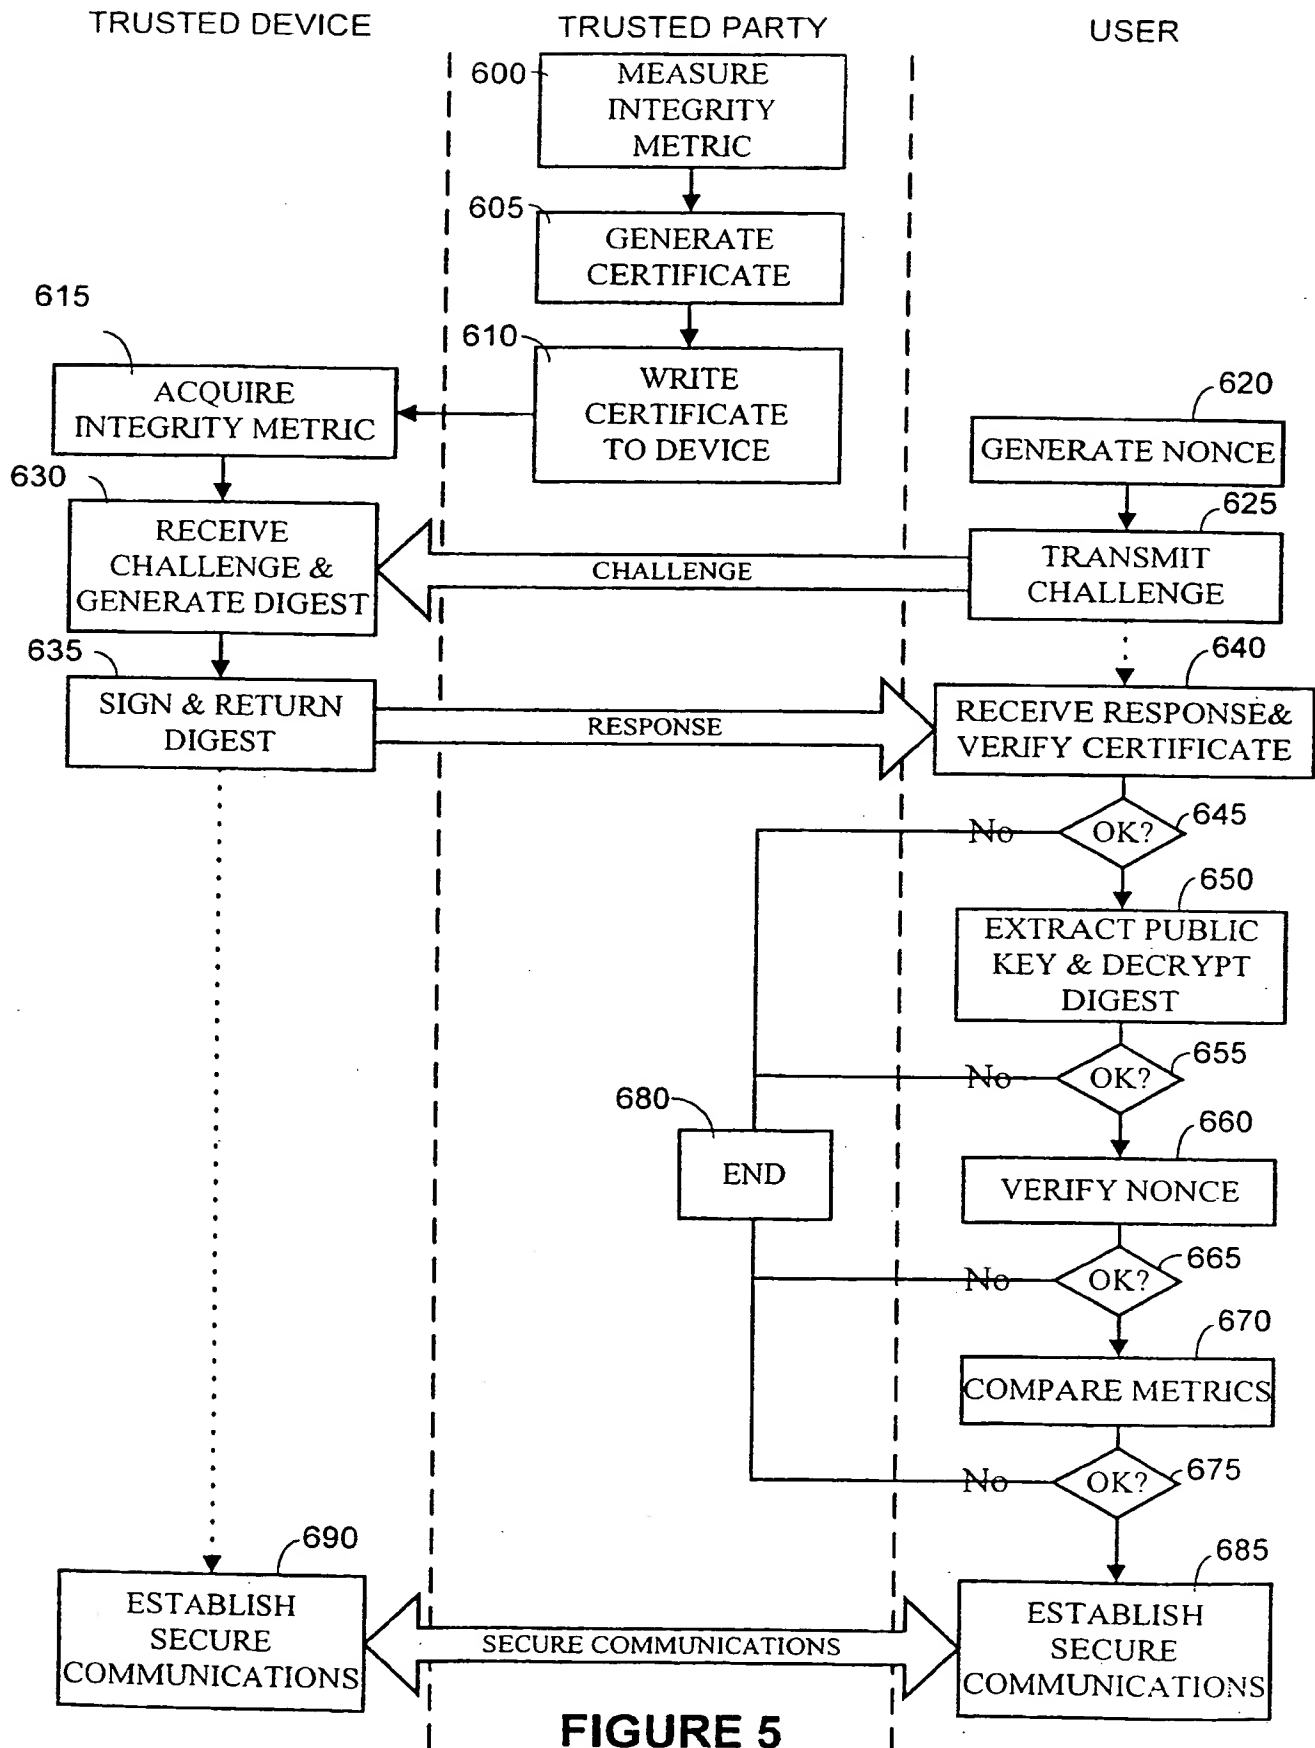 TRUSTED DEVICE
TRUSTED PARTY
USER
600
MEASURE
INTEGRITY
METRIC
605
GENERATE
CERTIFICATE
610
WRITE
CERTIFICATE
TO DEVICE
615
ACQUIRE
INTEGRITY METRIC
620
GENERATE NONCE
625
TRANSMIT
CHALLENGE
CHALLENGE
630
RECEIVE
CHALLENGE &
GENERATE DIGEST
635
SIGN & RETURN
DIGEST
RESPONSE
640
RECEIVE RESPONSE&
VERIFY CERTIFICATE
645
OK?
No
650
EXTRACT PUBLIC
KEY & DECRYPT
DIGEST
655
OK?
No
680
END
660
VERIFY NONCE
665
OK?
No
670
COMPARE METRICS
675
OK?
No
690
ESTABLISH
SECURE
COMMUNICATIONS
SECURE COMMUNICATIONS
685
ESTABLISH
SECURE
COMMUNICATIONS
FIGURE 5